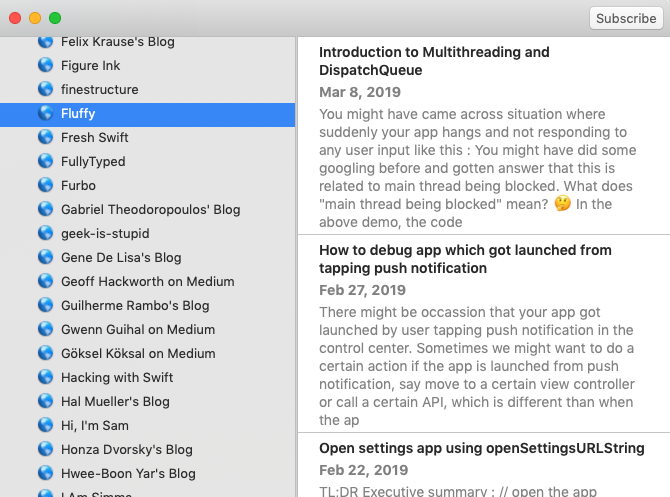 Subscribe
Felix Krause's Blog
Figure Ink
finestructure
Fluffy
Fresh Swift
FullyTyped
Furbo
Gabriel Theodoropoulos' Blog
geek-is-stupid
Gene De Lisa's Blog
Geoff Hackworth on Medium
Guilherme Rambo's Blog
Gwenn Guihal on Medium
Göksel Köksal on Medium
Hacking with Swift
Hal Mueller's Blog
Hi, I'm Sam
Honza Dvorsky's Blog
Hwee-Boon Yar's Blog
I Am Simme
Introduction to Multithreading and
DispatchQueue
Mar 8, 2019
You might have came across situation where
suddenly your app hangs and not responding to
any user input like this : You might have did some
googling before and gotten answer that this is
related to main thread being blocked. What does
"main thread being blocked" mean? 🤔 In the
above demo, the code
How to debug app which got launched from
tapping push notification
Feb 27, 2019
There might be occassion that your app got
launched by user tapping push notification in the
control center. Sometimes we might want to do a
certain action if the app is launched from push
notification, say move to a certain view controller
or call a certain API, which is different than when
the ap
Open settings app using openSettingsURLString
Feb 22, 2019
TL;DR Executive summary : // open the app